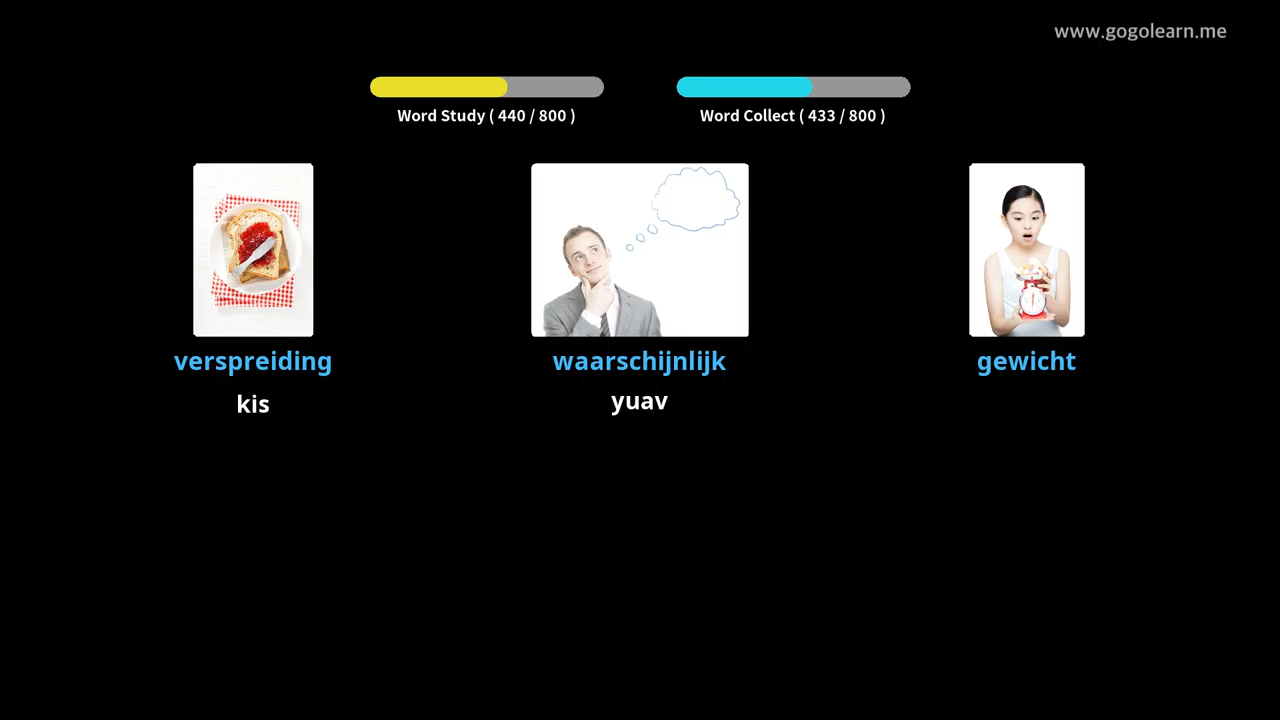 www.gogolearn.me
Word Study ( 440 / 800 )
Word Collect ( 433 / 800 )
verspreiding
waarschijnlijk
gewicht
kis
yuav